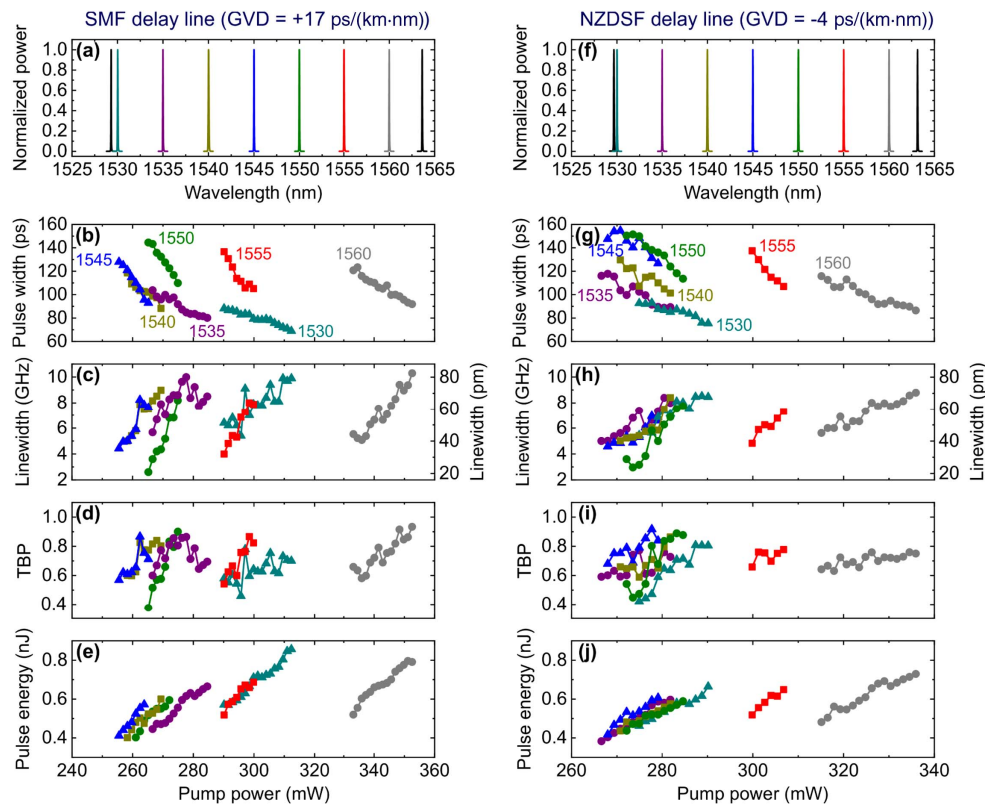 SMF delay line (GVD = +17 ps/(km·nm))
NZDSF delay line (GVD = -4 ps/(km·nm))
(a)
Normalized power
1.0
0.8
0.6
0.4
0.2
0.0
1525 1530 1535 1540 1545 1550 1555 1560 1565
Wavelength (nm)
(f)
Normalized power
1.0
0.8
0.6
0.4
0.2
0.0
1525 1530 1535 1540 1545 1550 1555 1560 1565
Wavelength (nm)
(b)
Pulse width (ps)
160
140
120
100
80
60
1545
1550
1540
1535
1555
1530
1560
(g)
Pulse width (ps)
160
140
120
100
80
60
1545
1550
1535
1540
1530
1555
1560
(c)
Linewidth (GHz)
10
8
6
4
2
80
60
40
20
Linewidth (pm)
(h)
Linewidth (GHz)
10
8
6
4
2
80
60
40
20
Linewidth (pm)
(d)
TBP
1.0
0.8
0.6
0.4
(i)
TBP
1.0
0.8
0.6
0.4
(e)
Pulse energy (nJ)
0.8
0.6
0.4
240 260 280 300 320 340 360
Pump power (mW)
(j)
Pulse energy (nJ)
0.8
0.6
0.4
260 280 300 320 340
Pump power (mW)